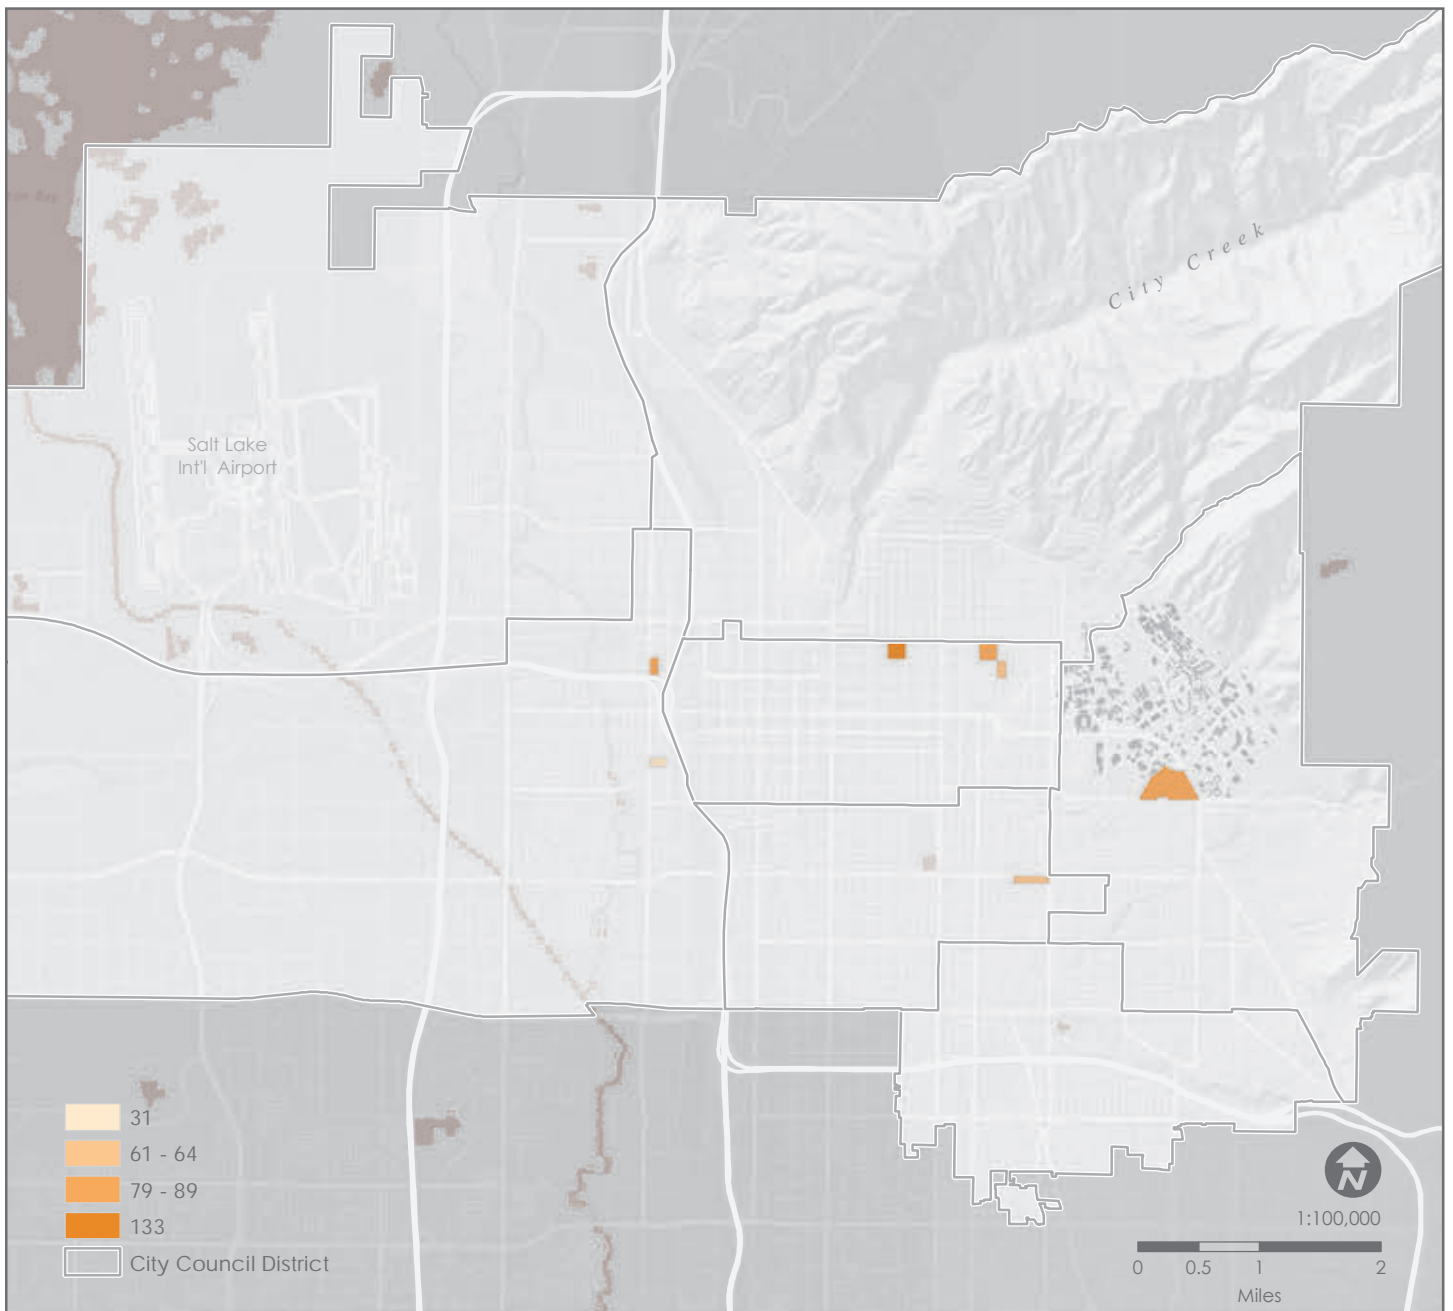 City Creek
Salt Lake
Int'l Airport
31
61 - 64
79 - 89
133
City Council District
N
1:100,000
0 0.5 1 2
Miles